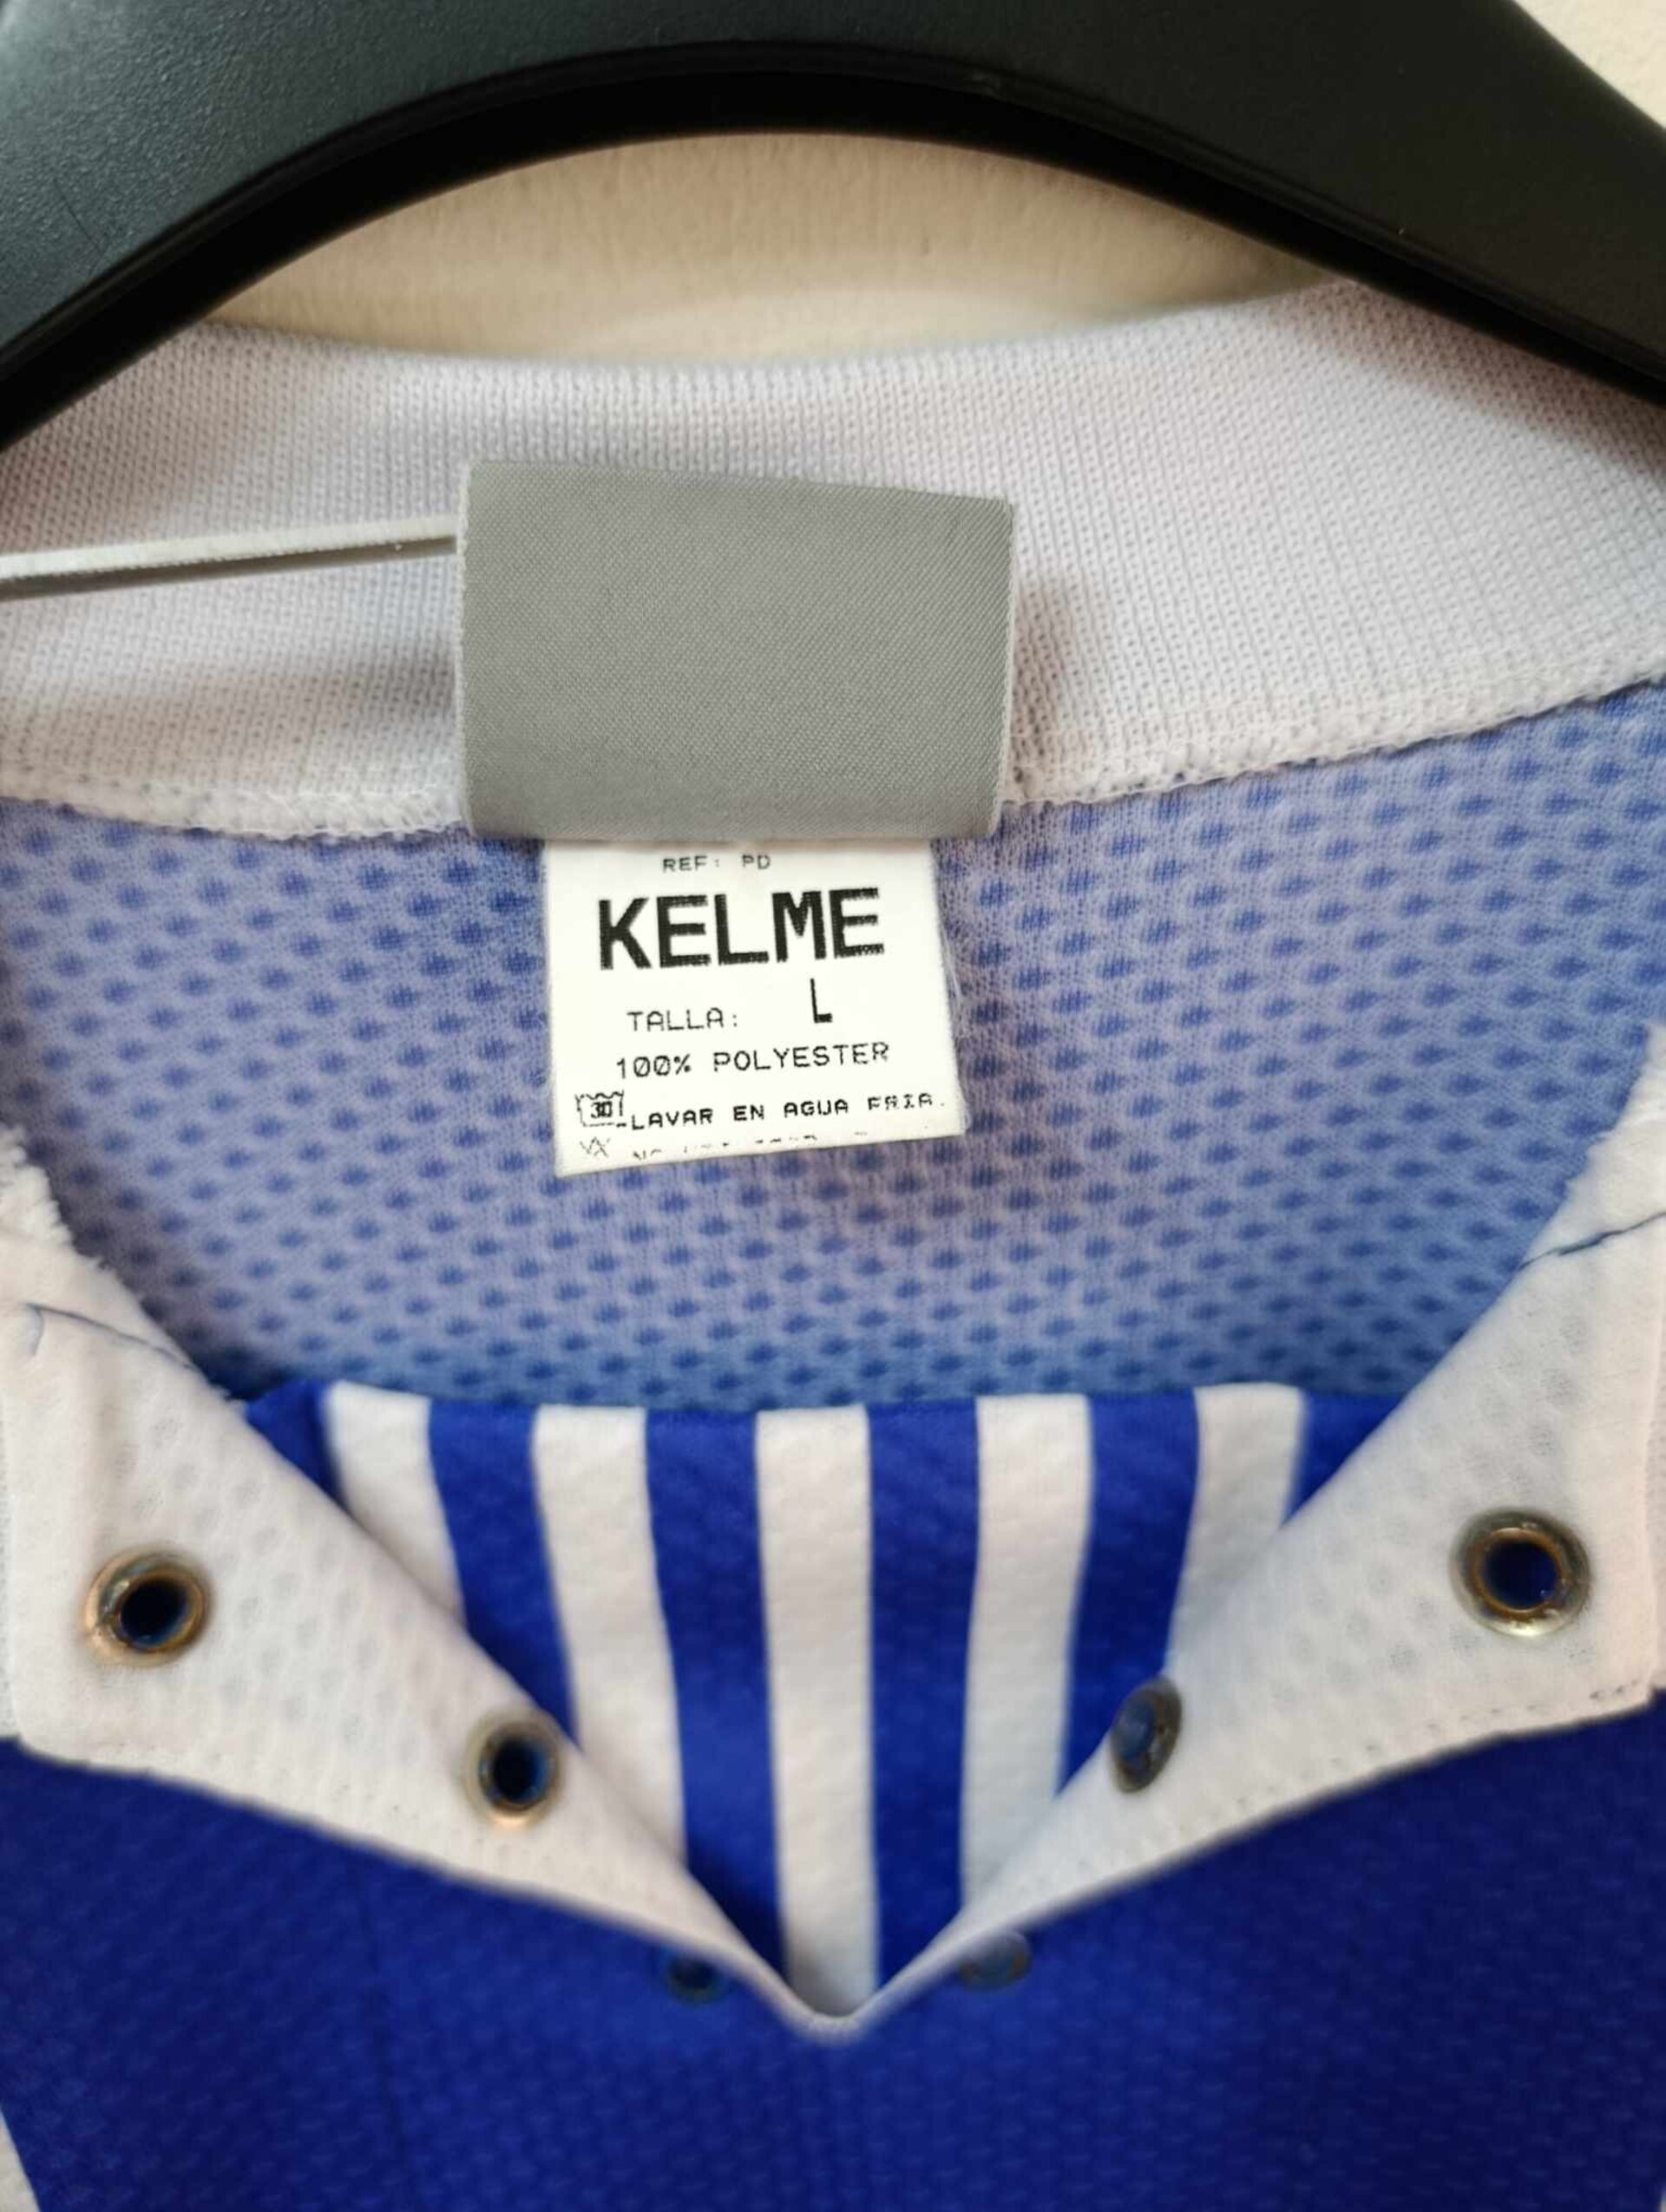 REF: PD
KELME
TALLA: L
100% POLYESTER
30 LAVAR EN AGUA FRIA.